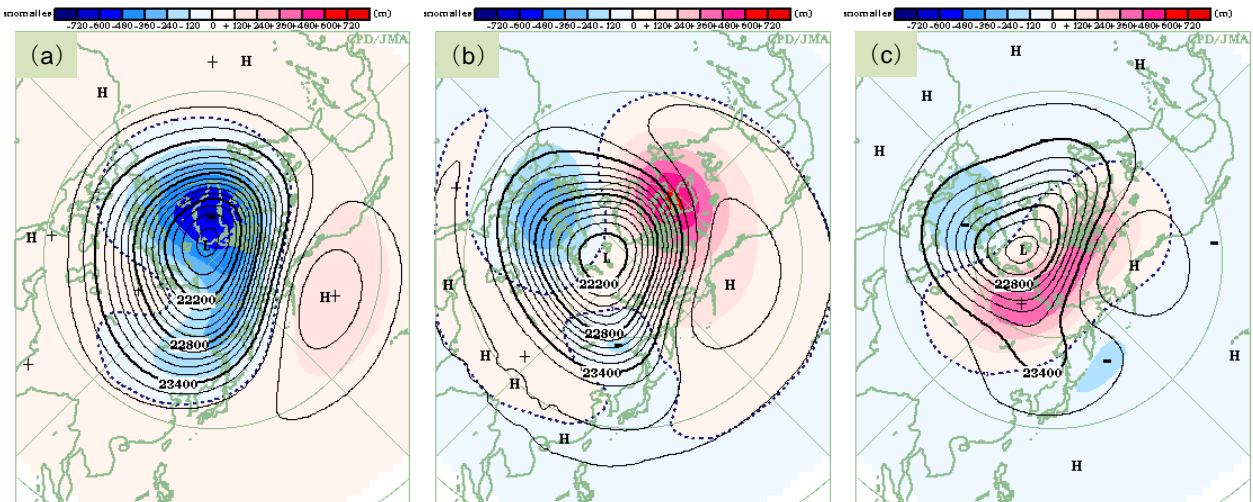 anomalies -720-600-480-360-240-120 0 +120+240+360+480+600+720 (m)
anomalies -720-600-480-360-240-120 0 +120+240+360+480+600+720 (m)
anomalies -720-600-480-360-240-120 0 +120+240+360+480+600+720 (m)
(a)
CPD/JMA
H
+
H
H
+
-
L
+
22200
H+
22800
+
23400
(b)
CPD/JMA
+
+
-
L
22200
H
H
22800
-
H
+
23400
H
H
(c)
CPD/JMA
H
H
H
H
-
L
-
22800
H
+
23400
-
H
H